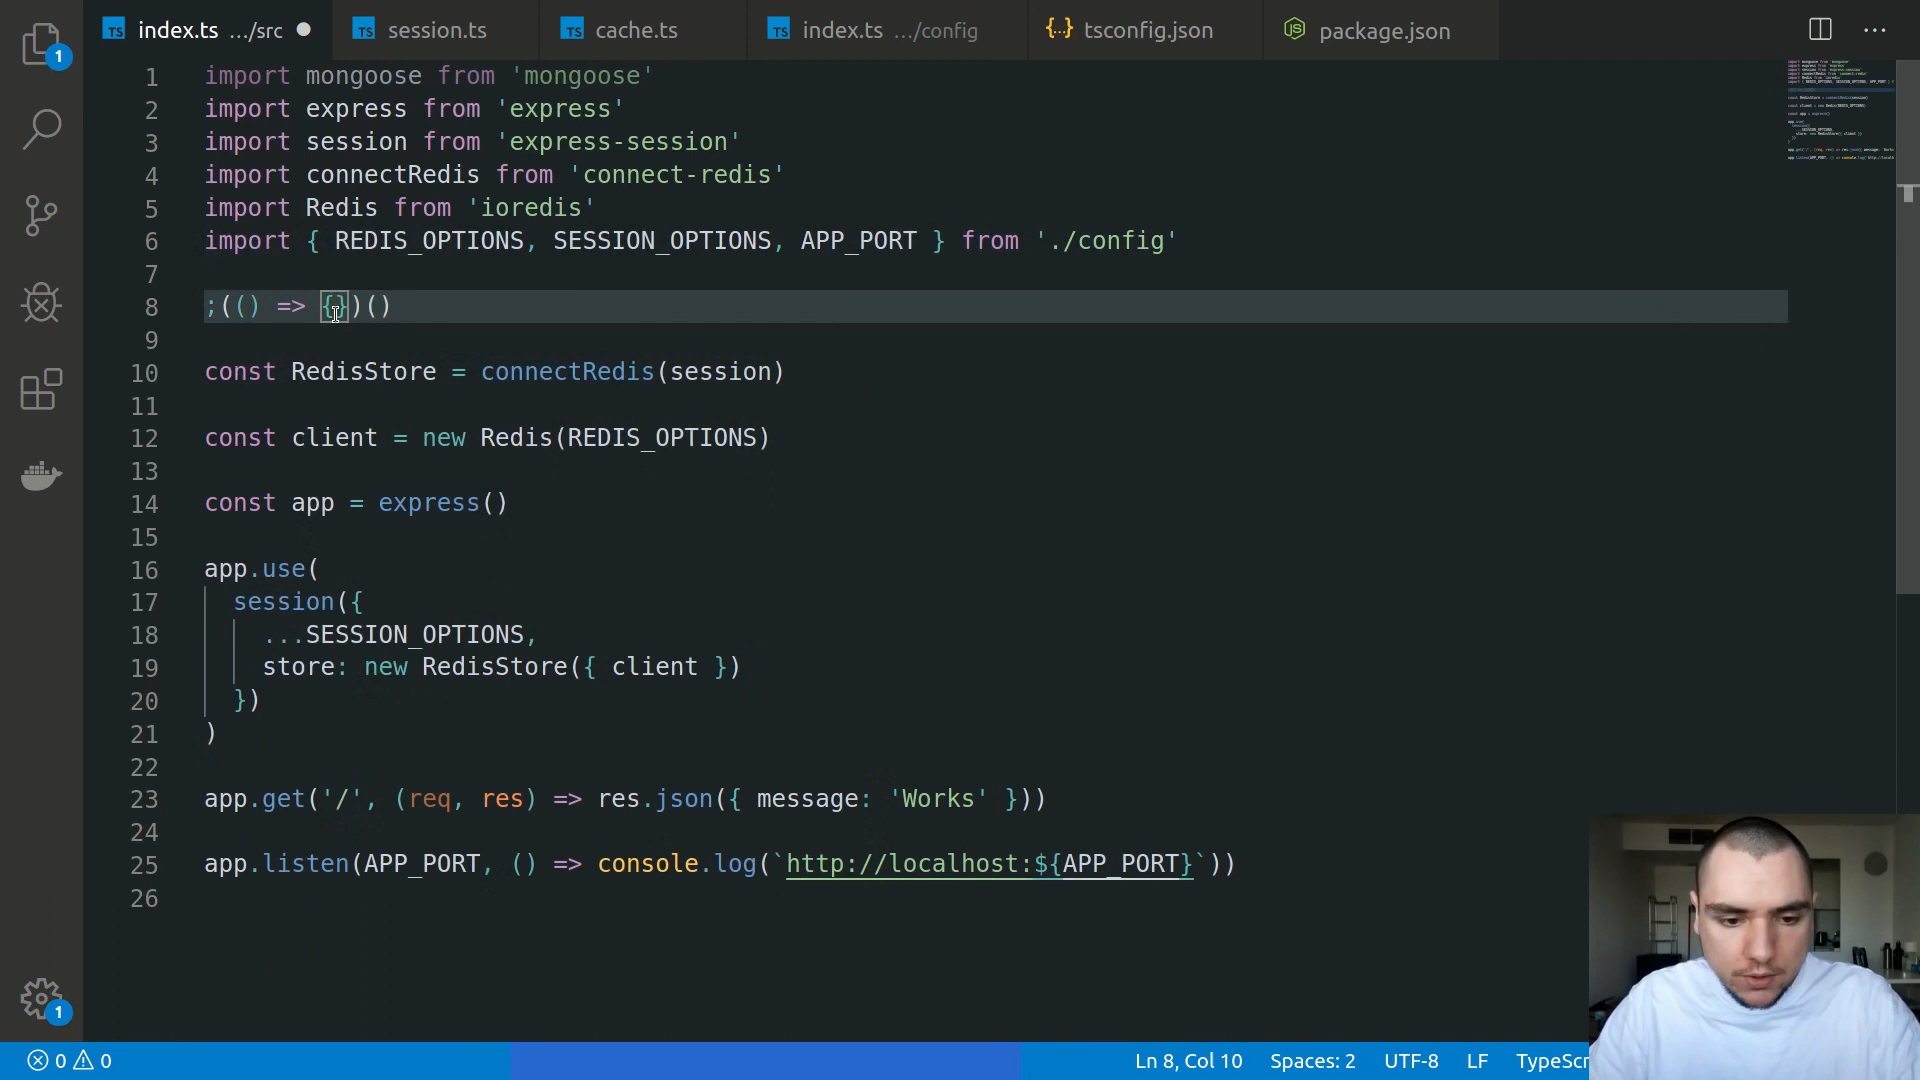 index.ts .../src
session.ts
cache.ts
index.ts .../config
tsconfig.json
package.json
1 import mongoose from 'mongoose'
2 import express from 'express'
3 import session from 'express-session'
4 import connectRedis from 'connect-redis'
5 import Redis from 'ioredis'
6 import { REDIS_OPTIONS, SESSION_OPTIONS, APP_PORT } from './config'
7
8 ;(() => {})()
9
10 const RedisStore = connectRedis(session)
11
12 const client = new Redis(REDIS_OPTIONS)
13
14 const app = express()
15
16 app.use(
17 session({
18 ...SESSION_OPTIONS,
19 store: new RedisStore({ client })
20 })
21 )
22
23 app.get('/', (req, res) => res.json({ message: 'Works' }))
24
25 app.listen(APP_PORT, () => console.log(`http://localhost:${APP_PORT}`))
26
1
1
0 0
Ln 8, Col 10
Spaces: 2
UTF-8
LF
TypeScr